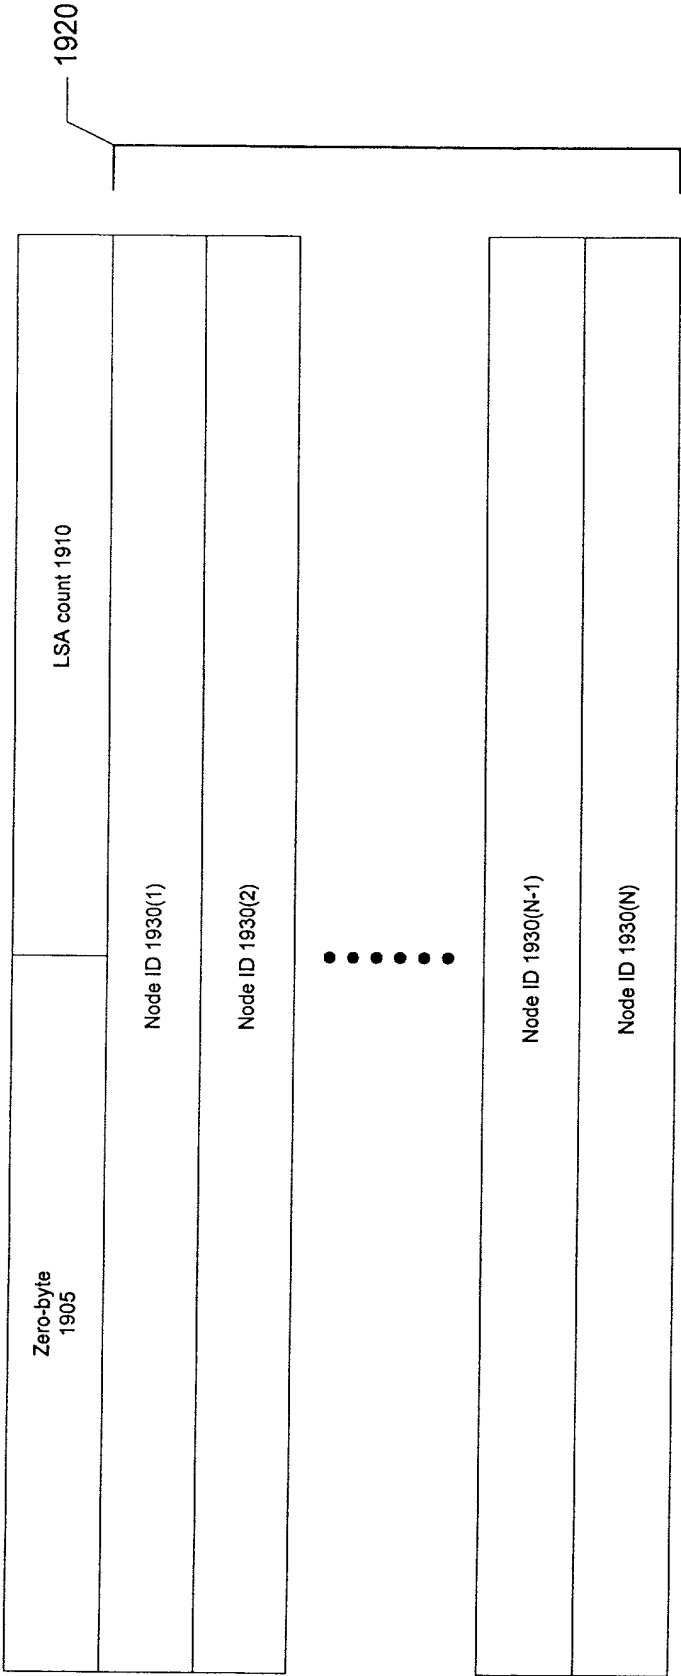 Zero-byte
1905
LSA count 1910
1920
Node ID 1930(1)
Node ID 1930(2)
Node ID 1930(N-1)
Node ID 1930(N)